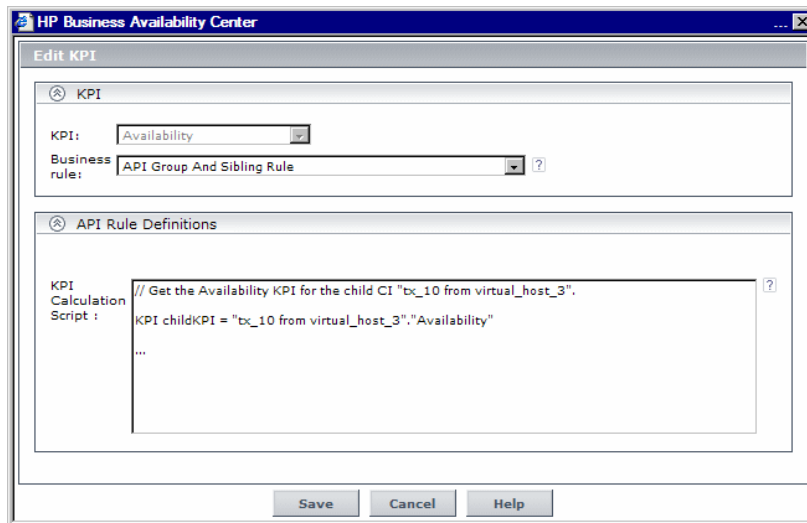 HP Business Availability Center
...
Edit KPI
KPI
KPI:
Availability
Business
rule:
API Group And Sibling Rule
?
API Rule Definitions
KPI
Calculation
Script :
// Get the Availability KPI for the child CI "tx_10 from virtual_host_3".
KPI childKPI = "tx_10 from virtual_host_3"."Availability"
...
?
Save
Cancel
Help